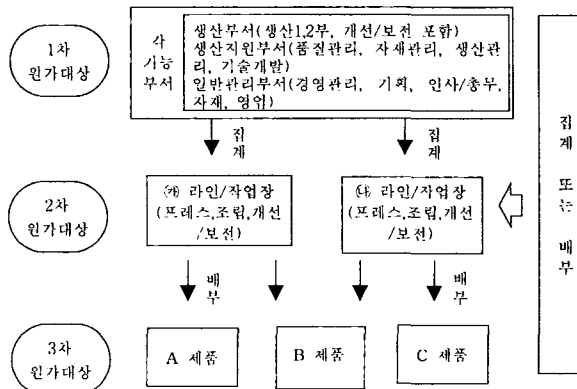 1차
원가대상
각
기능
부서
생산부서(생산1,2부, 개선/보전 포함)
생산지원부서(품질관리, 자재관리, 생산관
리, 기술개발)
일반관리부서(경영관리, 기획, 인사/총무,
자재, 영업)
집
계
집
계
2차
원가대상
㉮ 라인/작업장
(프레스,조립,개선
/보전)
㉯ 라인/작업장
(프레스,조립,개선
/보전)
집
계
또
는
배
부
배
부
배
부
3차
원가대상
A 제품
B 제품
C 제품